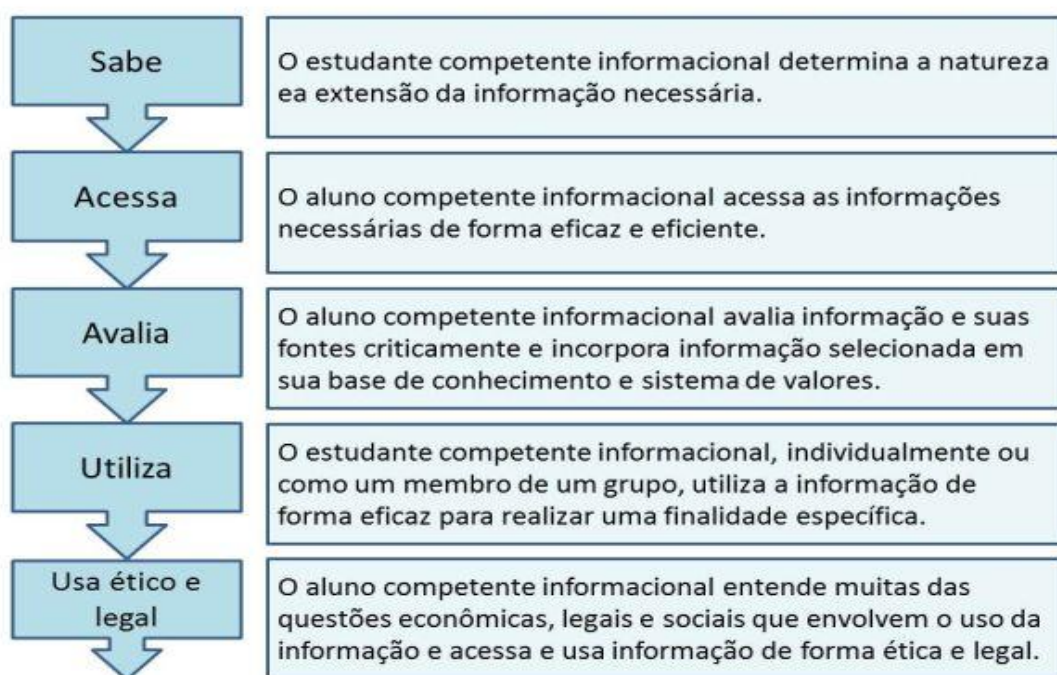 Sabe
O estudante competente informacional determina a natureza
ea extensão da informação necessária.
Acessa
O aluno competente informacional acessa as informações
necessárias de forma eficaz e eficiente.
Avalia
O aluno competente informacional avalia informação e suas
fontes criticamente e incorpora informação selecionada em
sua base de conhecimento e sistema de valores.
Utiliza
O estudante competente informacional, individualmente ou
como um membro de um grupo, utiliza a informação de
forma eficaz para realizar uma finalidade específica.
Usa ético e
legal
O aluno competente informacional entende muitas das
questões econômicas, legais e sociais que envolvem o uso da
informação e acessa e usa informação de forma ética e legal.